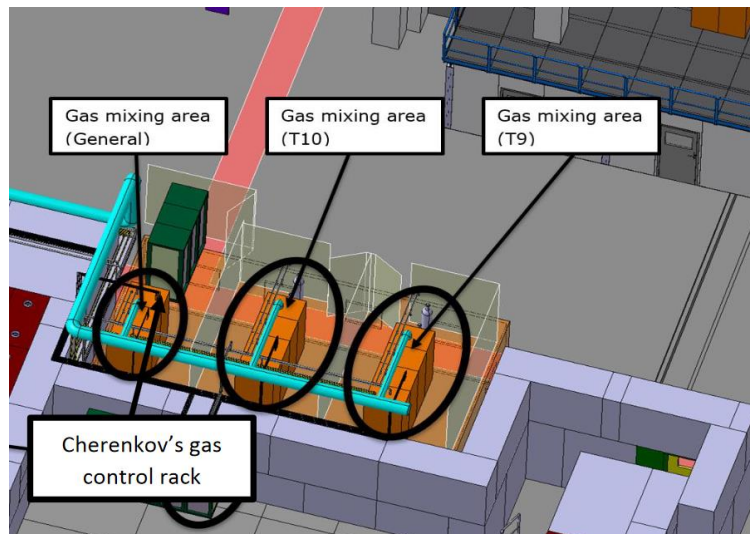 Gas mixing area
(General)
Gas mixing area
(T10)
Gas mixing area
(T9)
Cherenkov’s gas
control rack